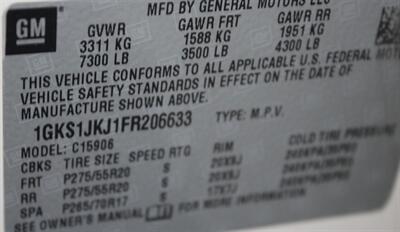 MFD BY GENERAL MOTORS LLC
GM
GVWR GAWR FRT GAWR RR
3311 KG 1588 KG 1951 KG
7300 LB 3500 LB 4300 LB
THIS VEHICLE CONFORMS TO ALL APPLICABLE U.S. FEDERAL
VEHICLE SAFETY STANDARDS IN EFFECT ON THE DATE OF
MANUFACTURE SHOWN ABOVE.
1GKS1JKJ1FR206633 TYPE: M.P.V.
MODEL: C15906
CBKS TIRE SIZE SPEED RTG RIM COLD TIRE PRESSURE
FRT P275/55R20 S 20X9J
RR P275/55R20 S 20X9J
SPA P265/70R17 S 17X7J
SEE OWNER'S MANUAL FOR MORE INFORMATION